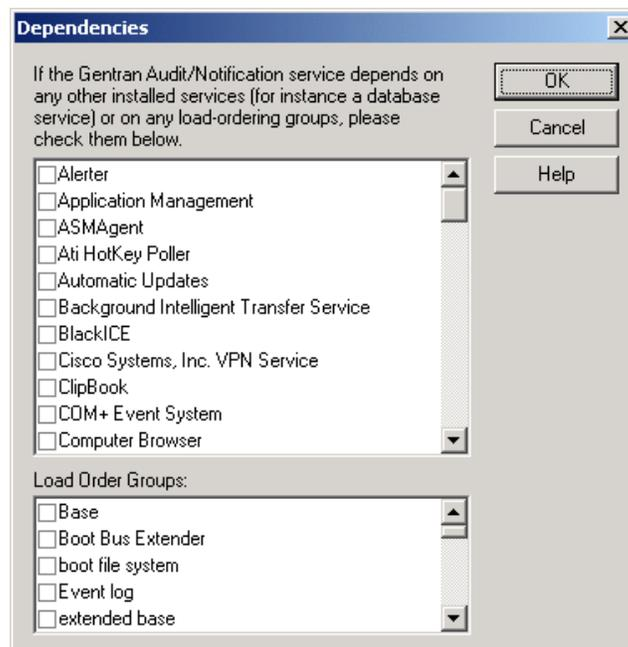 Dependencies
If the Gentran Audit/Notification service depends on
any other installed services (for instance a database
service) or on any load-ordering groups, please
check them below.
OK
Cancel
Help
Alerter
Application Management
ASMAgent
Ati HotKey Poller
Automatic Updates
Background Intelligent Transfer Service
BlackICE
Cisco Systems, Inc. VPN Service
ClipBook
COM+ Event System
Computer Browser
Load Order Groups:
Base
Boot Bus Extender
boot file system
Event log
extended base